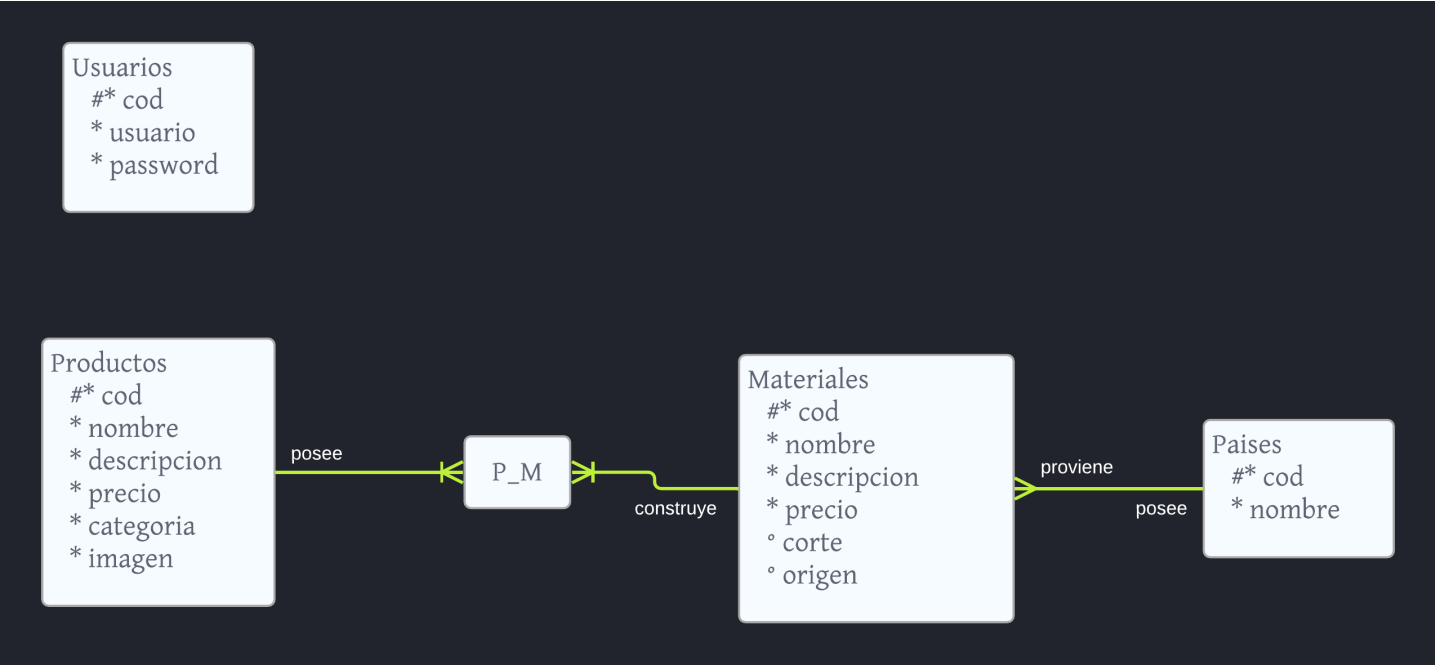 Usuarios
#* cod
* usuario
* password
Productos
#* cod
* nombre
* descripcion
* precio
* categoria
* imagen
posee
P_M
construye
Materiales
#* cod
* nombre
* descripcion
* precio
° corte
° origen
proviene
posee
Paises
#* cod
* nombre